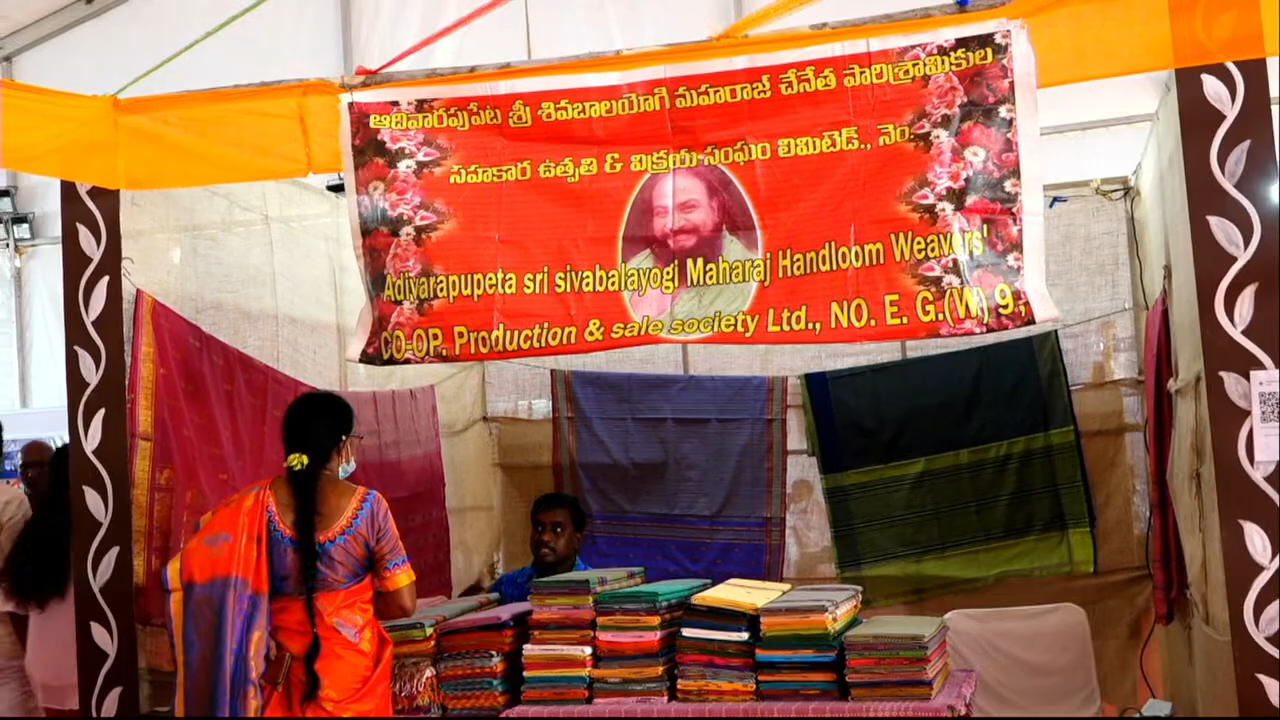 ఆదివారపుపేట శ్రీ శివబాలయోగి మహరాజ్ చేనేత పారిశ్రామికుల
సహకార ఉత్పతి & విక్రయ సంఘం లిమిటెడ్., నెం.
Adivarapupeta sri sivabalayogi Maharaj Handloom Weavers'
CO-OP. Production & sale society Ltd., NO. E. G.(W) 9,